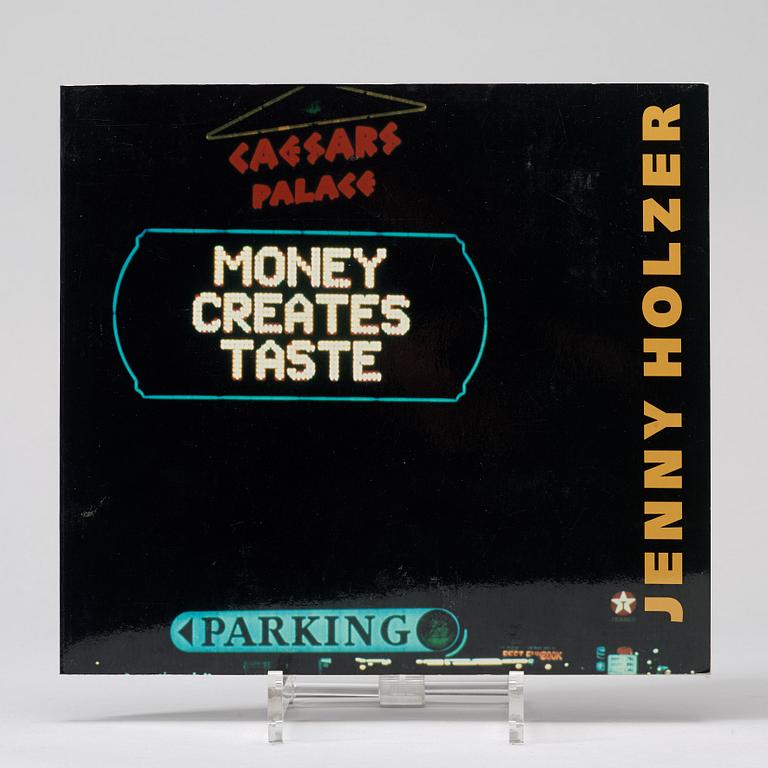 CAESARS
PALACE
MONEY
CREATES
TASTE
PARKING
JENNY HOLZER